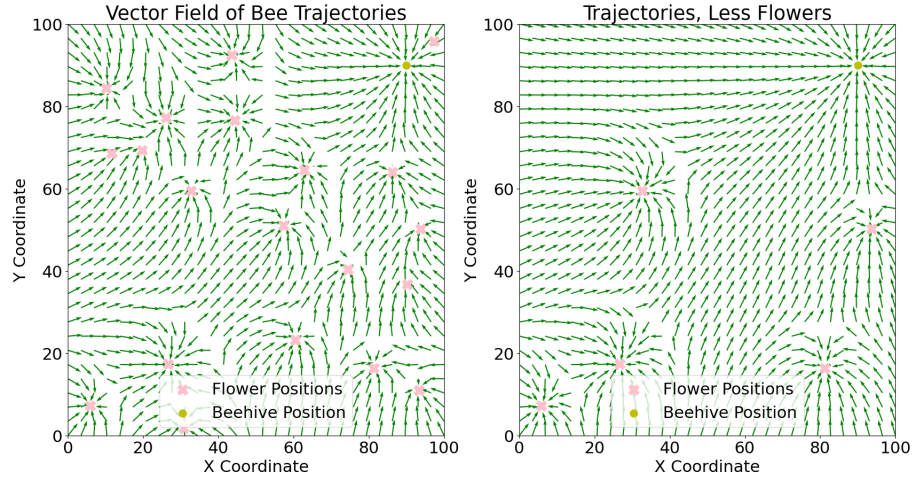 Vector Field of Bee Trajectories
100
80
60
40
20
0
Y Coordinate
Flower Positions
Beehive Position
0 20 40 60 80 100
X Coordinate
Trajectories, Less Flowers
100
80
60
40
20
0
Y Coordinate
Flower Positions
Beehive Position
0 20 40 60 80 100
X Coordinate